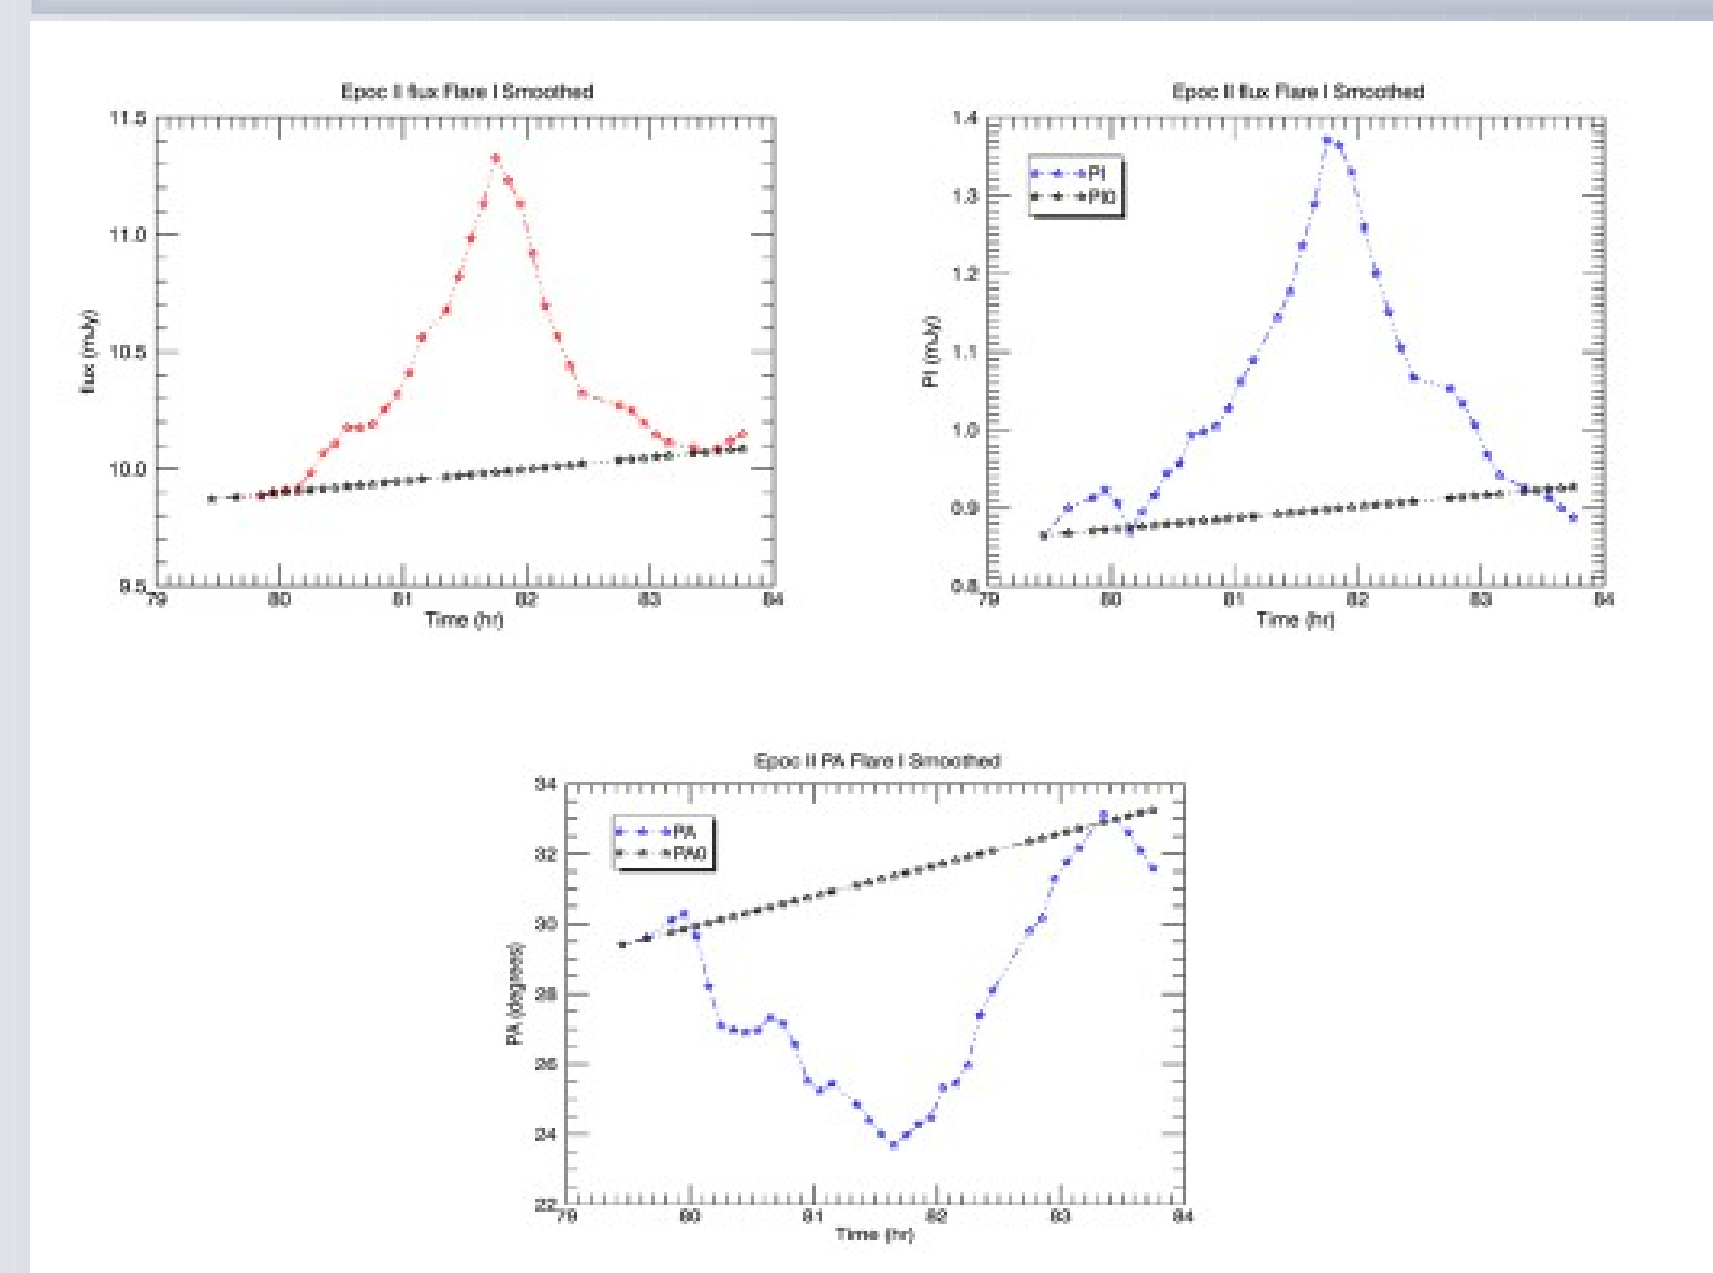 Epoc II flux Flare I Smoothed
11.5
11.0
10.5
10.0
9.5
flux (mJy)
79 80 81 82 83 84
Time (hr)
Epoc II flux Flare I Smoothed
1.4
1.3
1.2
1.1
1.0
0.9
0.8
PI (mJy)
PI
PI0
79 80 81 82 83 84
Time (hr)
Epoc II PA Flare I Smoothed
34
32
30
28
26
24
22
PA (degrees)
PA
PA0
79 80 81 82 83 84
Time (hr)